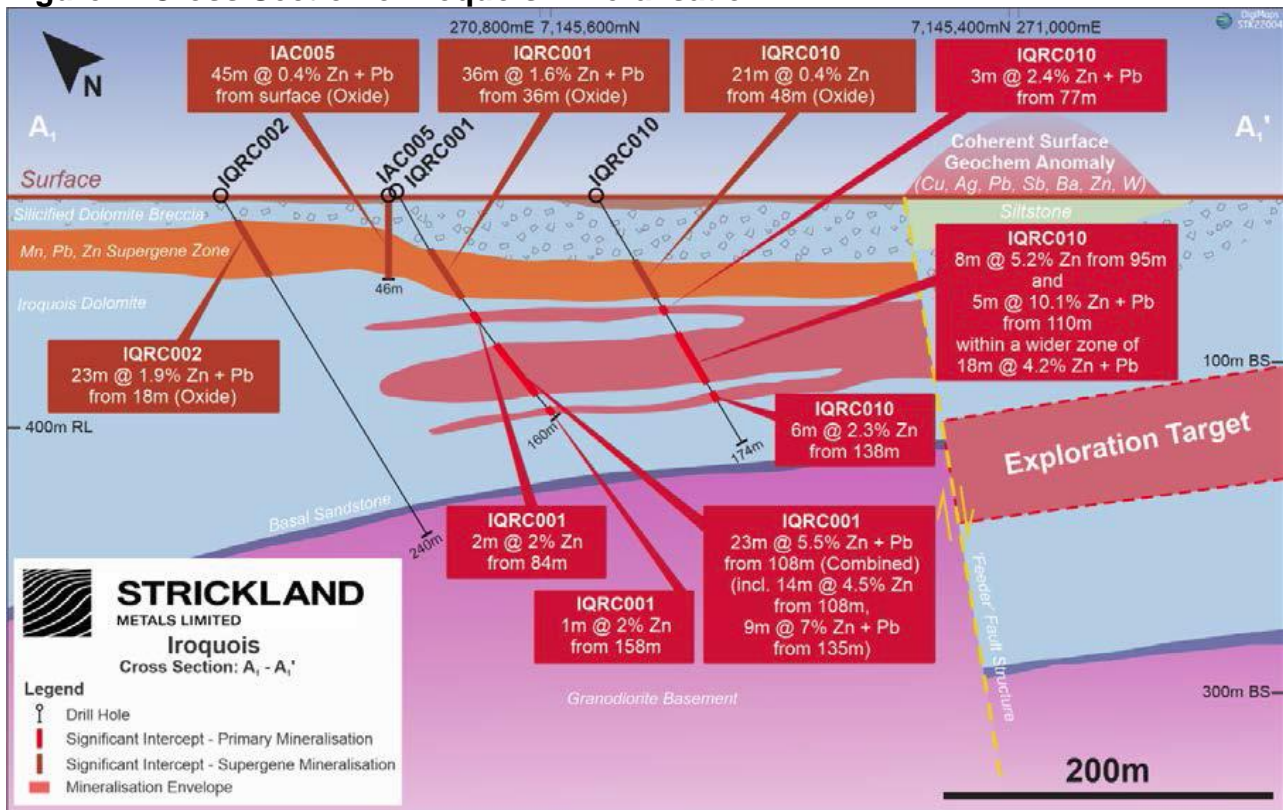 270,800mE 7,145,600mN
7,145,400mN 271,000mE
DigiMaps
STK22004
N
IAC005
45m @ 0.4% Zn + Pb
from surface (Oxide)
IQRC001
36m @ 1.6% Zn + Pb
from 36m (Oxide)
IQRC010
21m @ 0.4% Zn
from 48m (Oxide)
IQRC010
3m @ 2.4% Zn + Pb
from 77m
A₁
A₁'
IQRC002
IAC005
IQRC001
IQRC010
Coherent Surface
Geochem Anomaly
(Cu, Ag, Pb, Sb, Ba, Zn, W)
Surface
Silicified Dolomite Breccia
Siltstone
Mn, Pb, Zn Supergene Zone
46m
Iroquois Dolomite
IQRC010
8m @ 5.2% Zn from 95m
and
5m @ 10.1% Zn + Pb
from 110m
within a wider zone of
18m @ 4.2% Zn + Pb
IQRC002
23m @ 1.9% Zn + Pb
from 18m (Oxide)
100m BS
400m RL
160m
174m
IQRC010
6m @ 2.3% Zn
from 138m
Exploration Target
Basal Sandstone
240m
IQRC001
2m @ 2% Zn
from 84m
IQRC001
1m @ 2% Zn
from 158m
IQRC001
23m @ 5.5% Zn + Pb
from 108m (Combined)
(incl. 14m @ 4.5% Zn
from 108m,
9m @ 7% Zn + Pb
from 135m)
'Feeder' Fault Structure
300m BS
Granodiorite Basement
STRICKLAND
METALS LIMITED
Iroquois
Cross Section: A₁ - A₁'
Legend
Drill Hole
Significant Intercept - Primary Mineralisation
Significant Intercept - Supergene Mineralisation
Mineralisation Envelope
200m